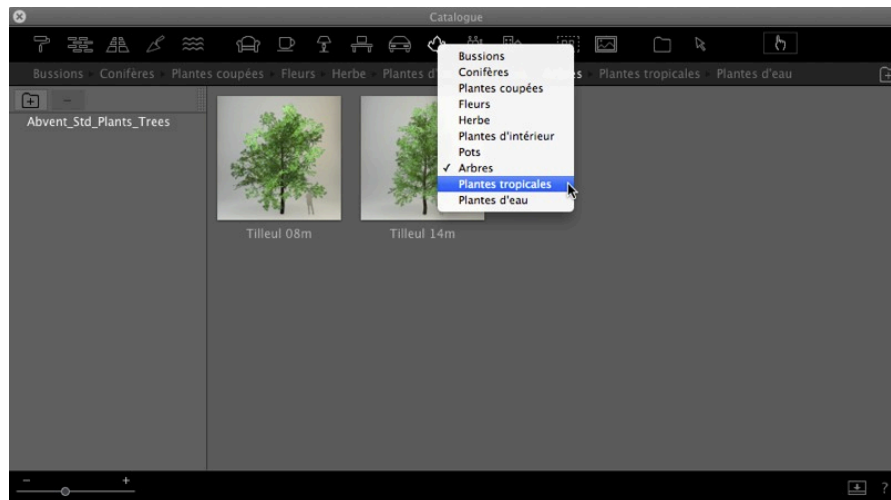 Catalogue
Bussions Conifères Plantes coupées Fleurs Herbe Plantes d' Plantes tropicales Plantes d'eau
Bussions
Conifères
Plantes coupées
Fleurs
Herbe
Plantes d'intérieur
Pots
✓ Arbres
Plantes tropicales
Plantes d'eau
Abvent_Std_Plants_Trees
Tilleul 08m Tilleul 14m
- +
?